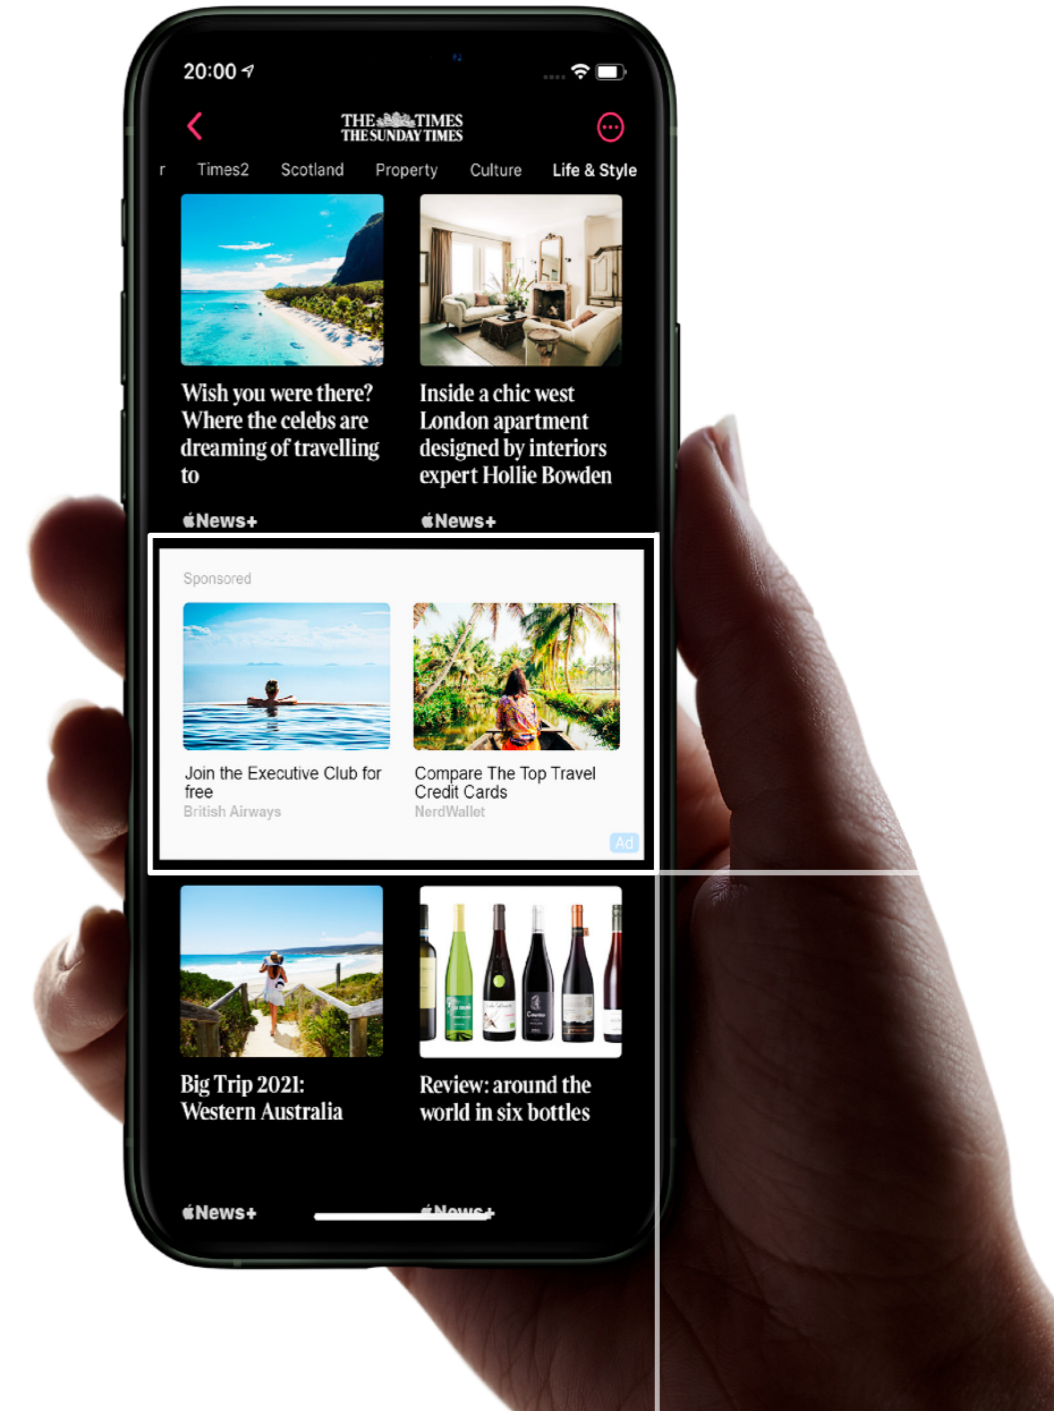 20:00
THE TIMES
THE SUNDAY TIMES
r Times2 Scotland Property Culture Life & Style
Wish you were there?
Where the celebs are
dreaming of travelling
to
News+
Inside a chic west
London apartment
designed by interiors
expert Hollie Bowden
News+
Sponsored
Join the Executive Club for
free
British Airways
Compare The Top Travel
Credit Cards
NerdWallet
Ad
Big Trip 2021:
Western Australia
News+
Review: around the
world in six bottles
News+